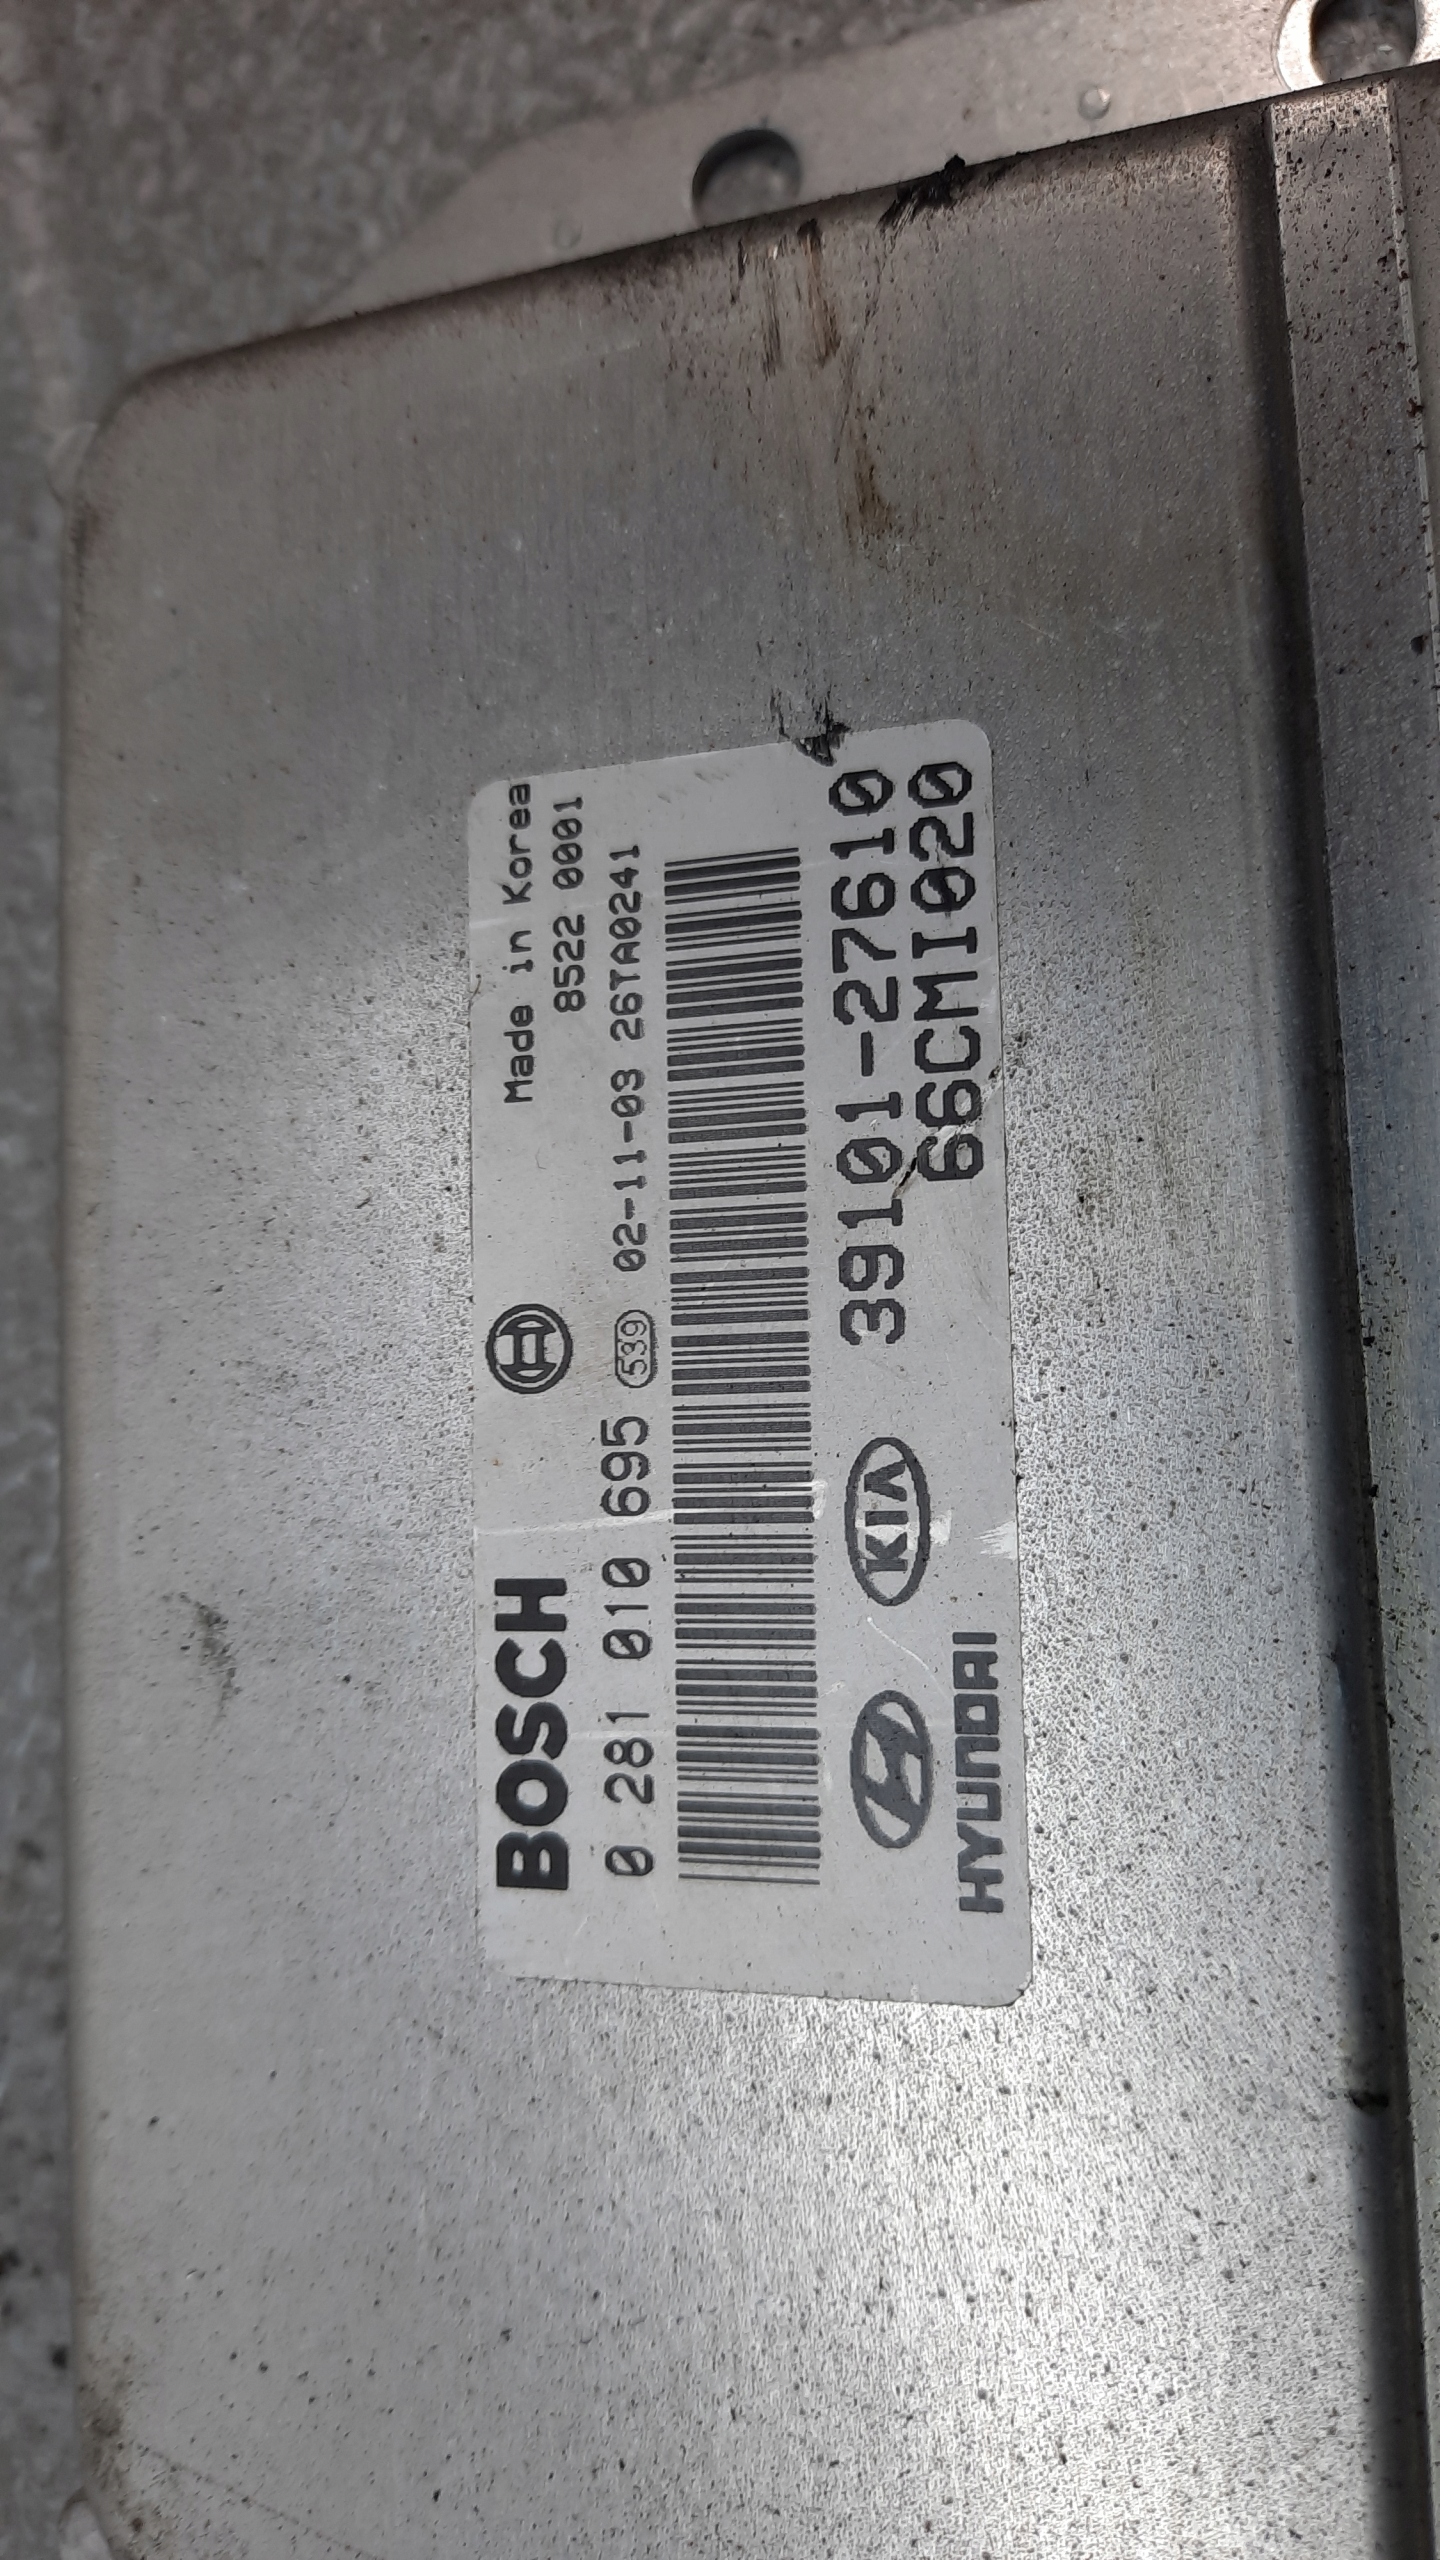 BOSCH
Made in Korea
8522 0001
0 281 010 695 539 02-11-03 26TA0241
KIA 39101-27610
HYUNDAI 66CMI020